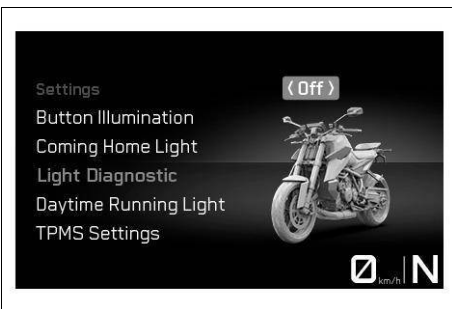 Settings
⟨ Off ⟩
Button Illumination
Coming Home Light
Light Diagnostic
Daytime Running Light
TPMS Settings
0 km/h N